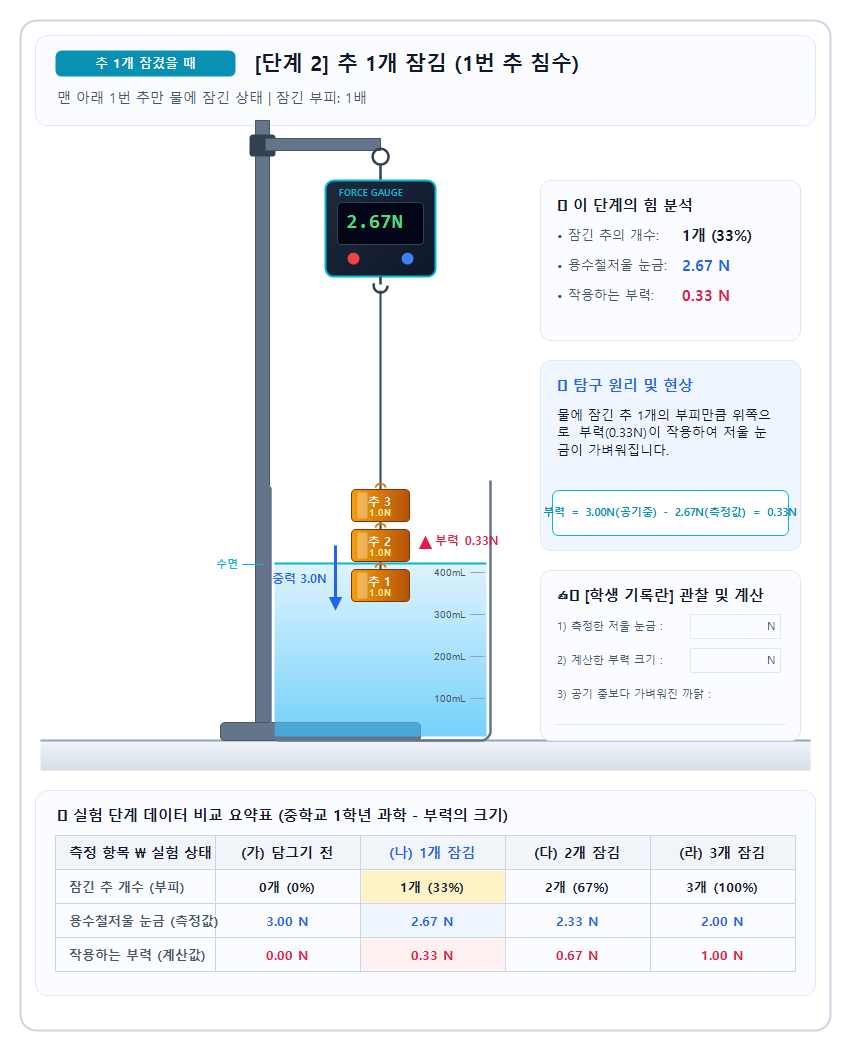 추 1개 잠겼을 때
[단계 2] 추 1개 잠김 (1번 추 침수)
맨 아래 1번 추만 물에 잠긴 상태 | 잠긴 부피: 1배
FORCE GAUGE
2.67N
이 단계의 힘 분석
• 잠긴 추의 개수: 1개 (33%)
• 용수철저울 눈금: 2.67 N
• 작용하는 부력: 0.33 N
탐구 원리 및 현상
물에 잠긴 추 1개의 부피만큼 위쪽으
로 부력(0.33N)이 작용하여 저울 눈
금이 가벼워집니다.
부력 = 3.00N(공기중) - 2.67N(측정값) = 0.33N
추 3
1.0N
추 2
1.0N
▲ 부력 0.33N
수면
중력 3.0N
추 1
1.0N
400mL
300mL
200mL
100mL
✍ [학생 기록란] 관찰 및 계산
1) 측정한 저울 눈금 : N
2) 계산한 부력 크기 : N
3) 공기 중보다 가벼워진 까닭 :
실험 단계 데이터 비교 요약표 (중학교 1학년 과학 - 부력의 크기)
측정 항목 ₩ 실험 상태 (가) 담그기 전 (나) 1개 잠김 (다) 2개 잠김 (라) 3개 잠김
잠긴 추 개수 (부피) 0개 (0%) 1개 (33%) 2개 (67%) 3개 (100%)
용수철저울 눈금 (측정값) 3.00 N 2.67 N 2.33 N 2.00 N
작용하는 부력 (계산값) 0.00 N 0.33 N 0.67 N 1.00 N